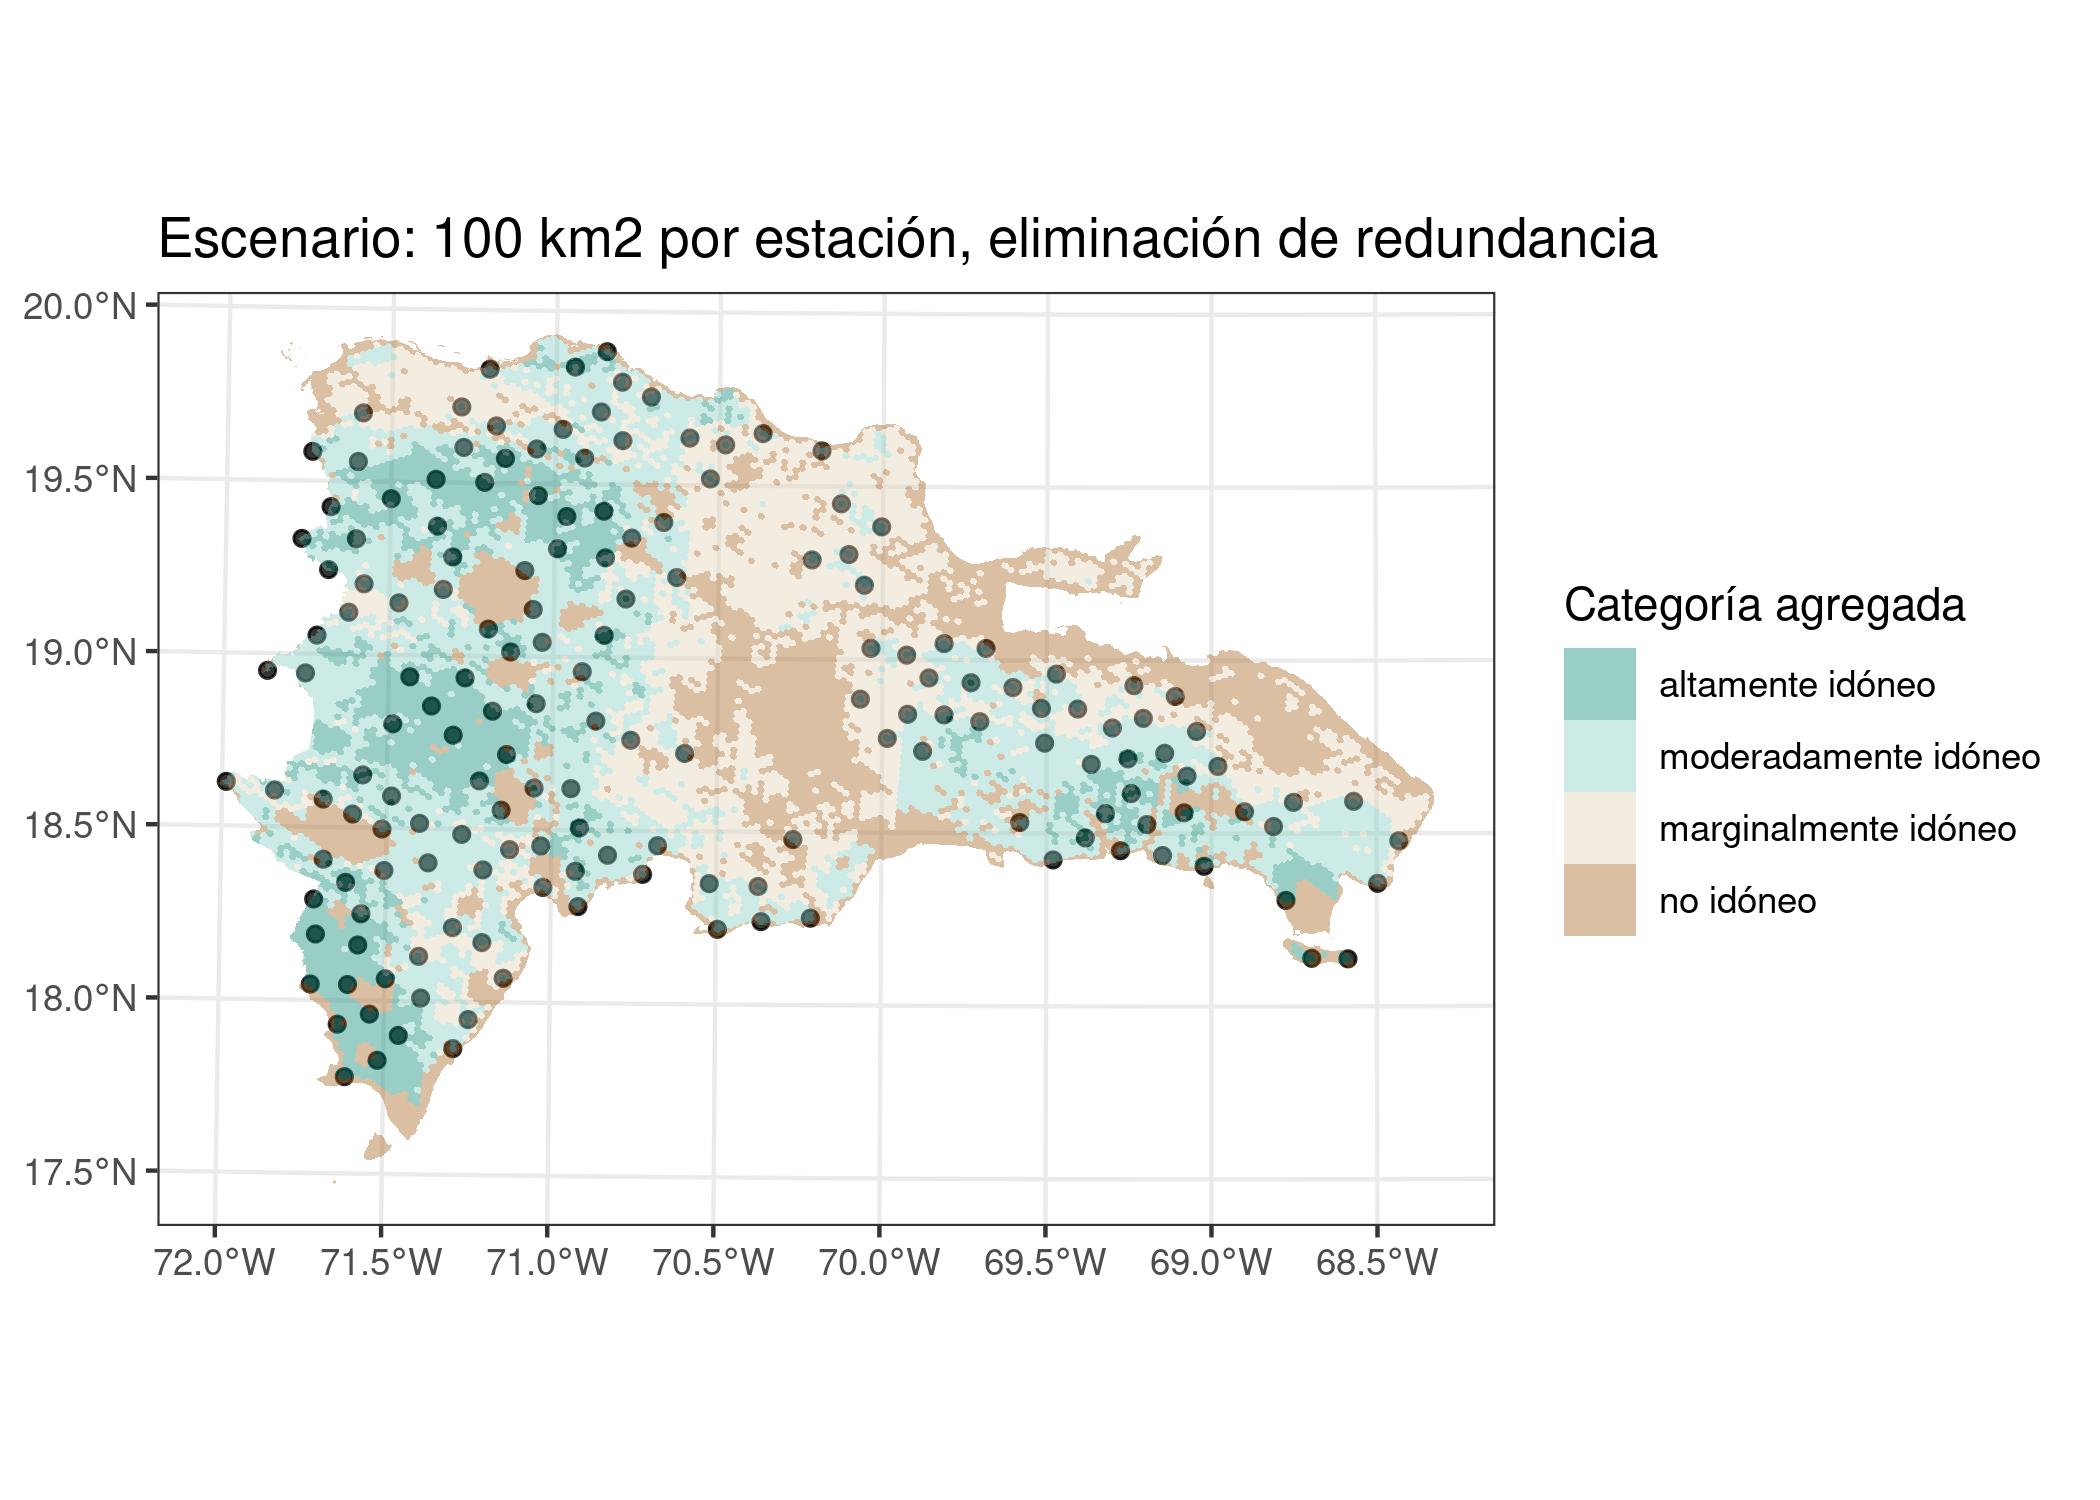 Escenario: 100 km2 por estación, eliminación de redundancia
20.0°N
19.5°N
19.0°N
18.5°N
18.0°N
17.5°N
72.0°W 71.5°W 71.0°W 70.5°W 70.0°W 69.5°W 69.0°W 68.5°W
Categoría agregada
altamente idóneo
moderadamente idóneo
marginalmente idóneo
no idóneo